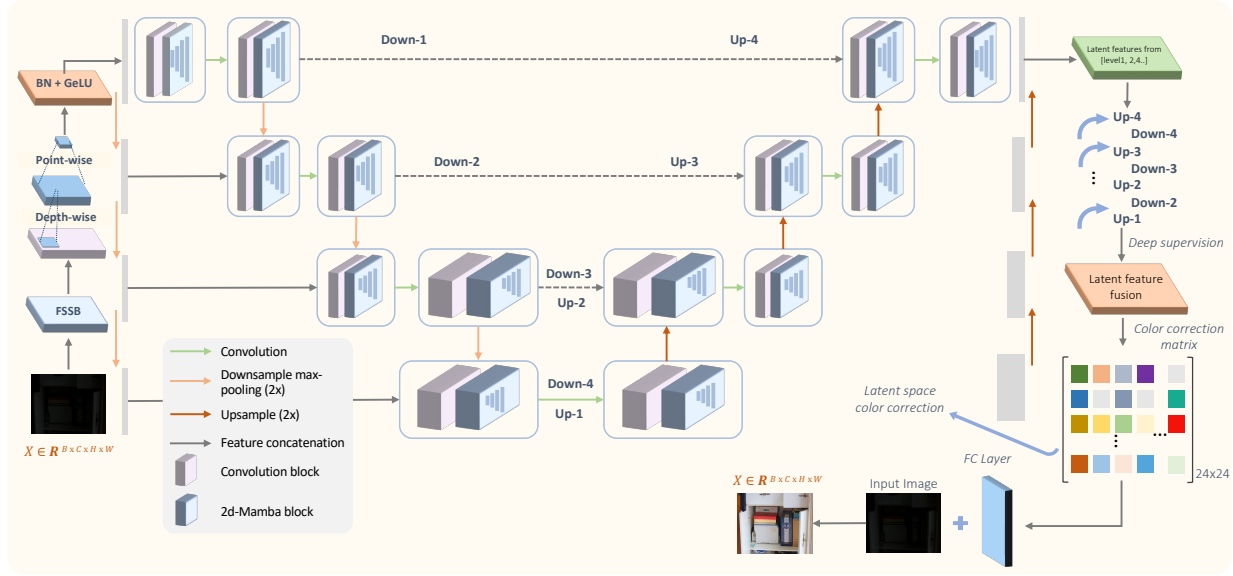 Down-1
Up-4
BN + GeLU
Latent features from
[level1, 2,4..]
Point-wise
Down-2
Up-3
Depth-wise
Up-4
Down-4
Up-3
Down-3
Up-2
Down-2
Up-1
Deep supervision
Down-3
Up-2
FSSB
Latent feature
fusion
Color correction
matrix
Convolution
Downsample max-
pooling (2x)
Upsample (2x)
Feature concatenation
Convolution block
2d-Mamba block
Down-4
Up-1
Latent space
color correction
X ∈ R B x C x H x W
FC Layer
24x24
X ∈ R B x C x H x W
Input Image